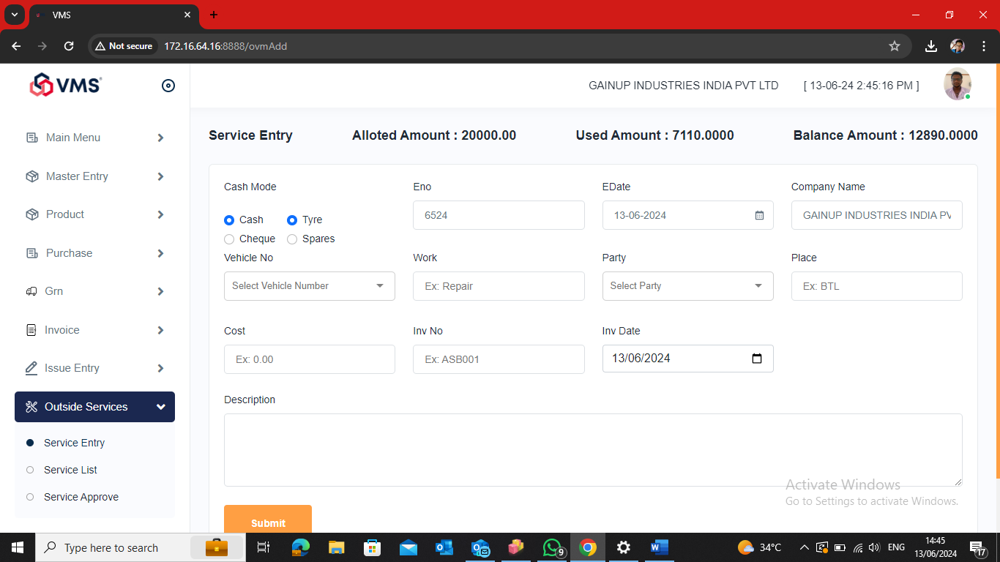 VMS
Not secure
172.16.64.16:8888/ovmAdd
VMS
GAINUP INDUSTRIES INDIA PVT LTD
[ 13-06-24 2:45:16 PM ]
Main Menu
Master Entry
Product
Purchase
Grn
Invoice
Issue Entry
Outside Services
Service Entry
Service List
Service Approve
Service Entry
Alloted Amount : 20000.00
Used Amount : 7110.0000
Balance Amount : 12890.0000
Cash Mode
Cash
Tyre
Cheque
Spares
Eno
6524
EDate
13-06-2024
Company Name
GAINUP INDUSTRIES INDIA PV
Vehicle No
Select Vehicle Number
Work
Ex: Repair
Party
Select Party
Place
Ex: BTL
Cost
Ex: 0.00
Inv No
Ex: ASB001
Inv Date
13/06/2024
Description
Submit
Activate Windows
Go to Settings to activate Windows.
Type here to search
9
34°C
ENG
14:45
13/06/2024
17